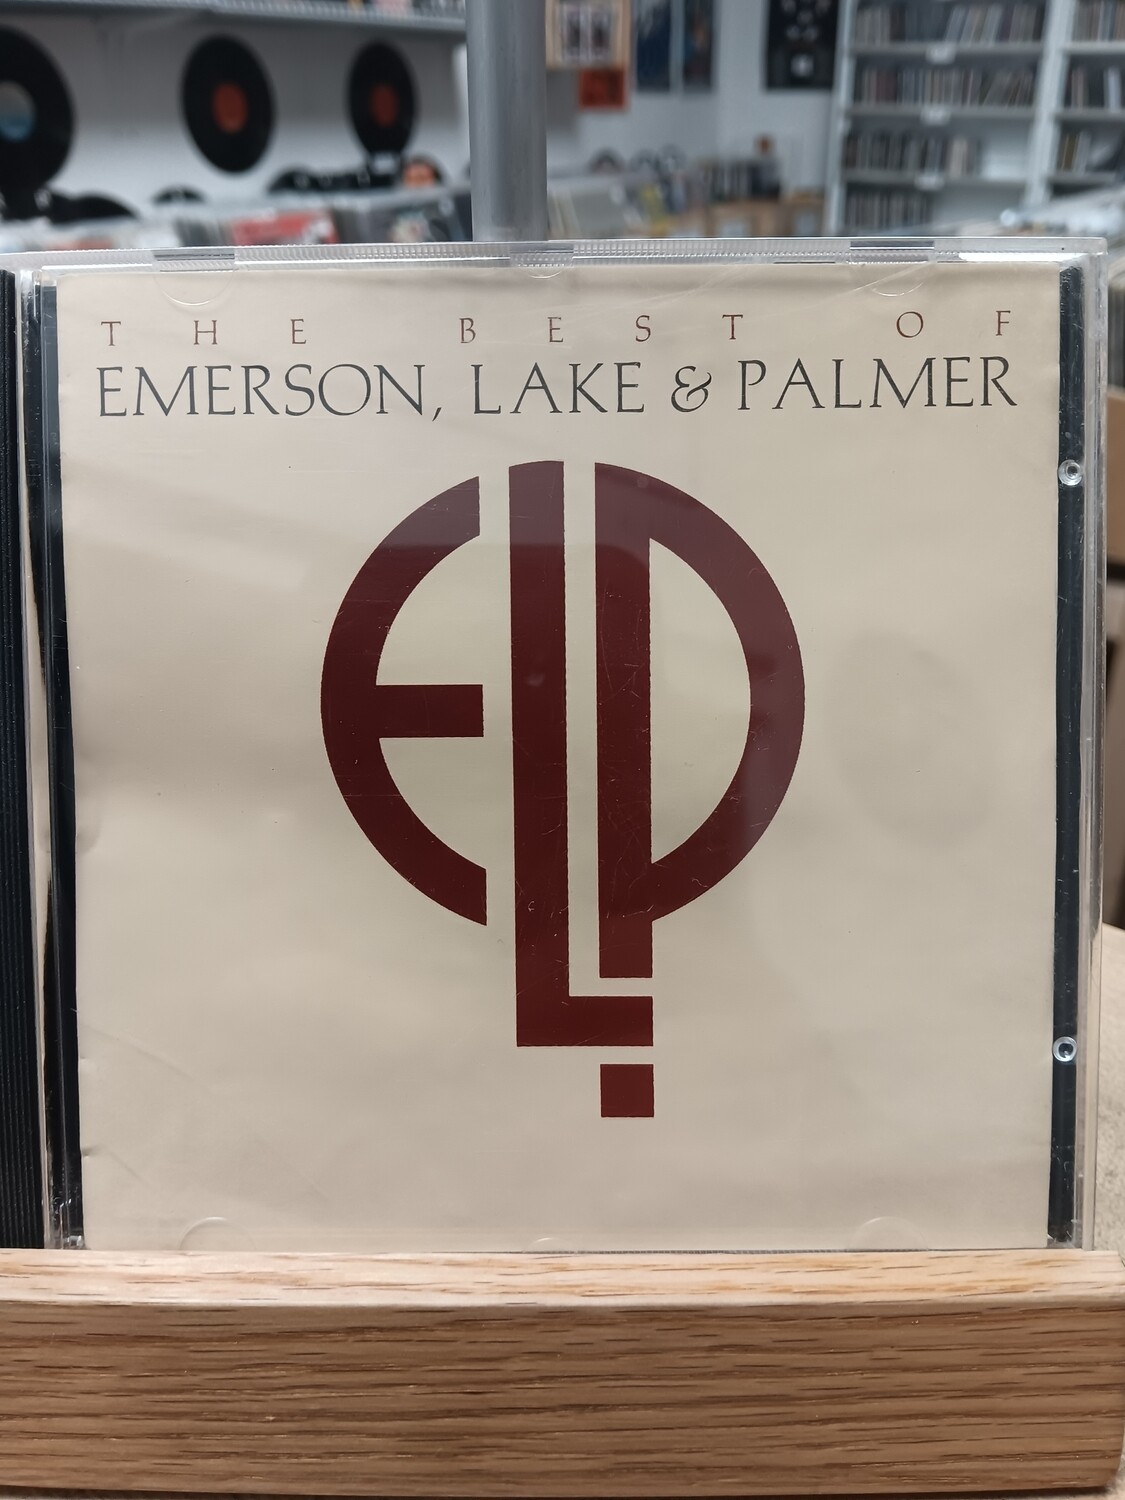 THE BEST OF
EMERSON, LAKE & PALMER
ELP